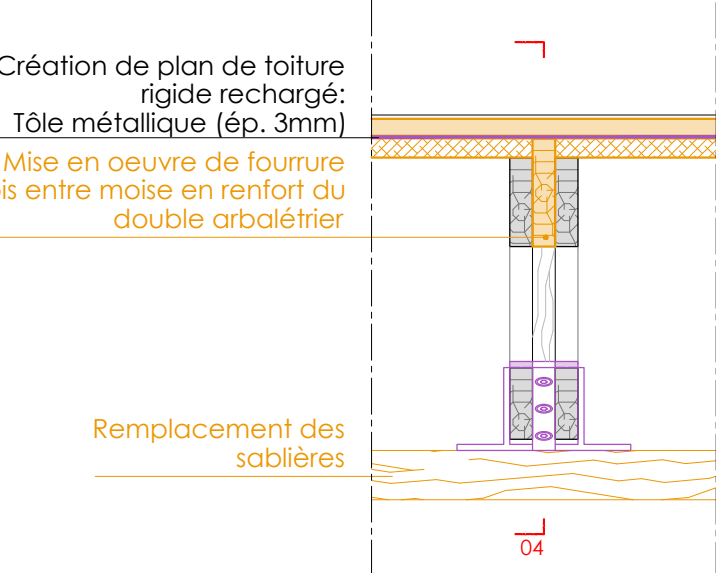 Création de plan de toiture
rigide rechargé:
Tôle métallique (ép. 3mm)
Mise en oeuvre de fourrure
entre moise en renfort du
double arbalétrier
Remplacement des
sablières
04